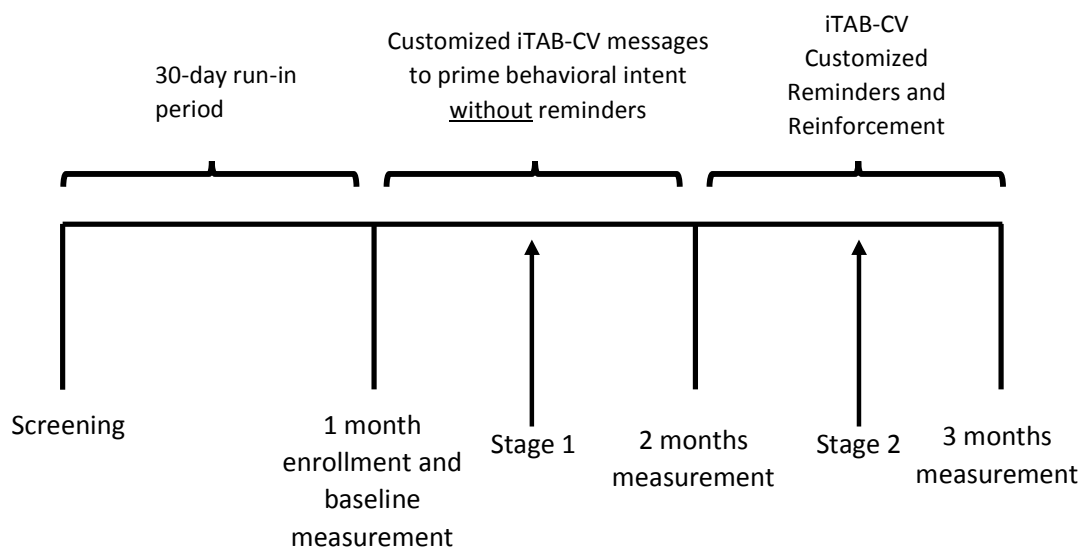 30-day run-in
period
Customized iTAB-CV messages
to prime behavioral intent
without reminders
iTAB-CV
Customized
Reminders and
Reinforcement
Screening
1 month
enrollment and
baseline
measurement
Stage 1
2 months
measurement
Stage 2
3 months
measurement